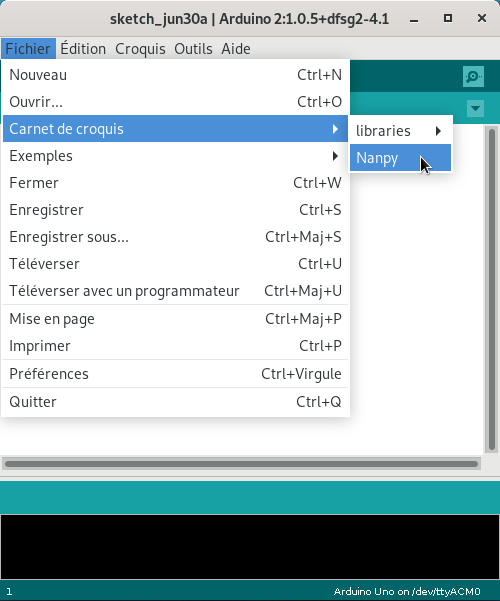 sketch_jun30a | Arduino 2:1.0.5+dfsg2-4.1
Fichier Édition Croquis Outils Aide
Nouveau Ctrl+N
Ouvrir... Ctrl+O
Carnet de croquis
libraries
Nanpy
Exemples
Fermer Ctrl+W
Enregistrer Ctrl+S
Enregistrer sous... Ctrl+Maj+S
Téléverser Ctrl+U
Téléverser avec un programmateur Ctrl+Maj+U
Mise en page Ctrl+Maj+P
Imprimer Ctrl+P
Préférences Ctrl+Virgule
Quitter Ctrl+Q
1 Arduino Uno on /dev/ttyACM0